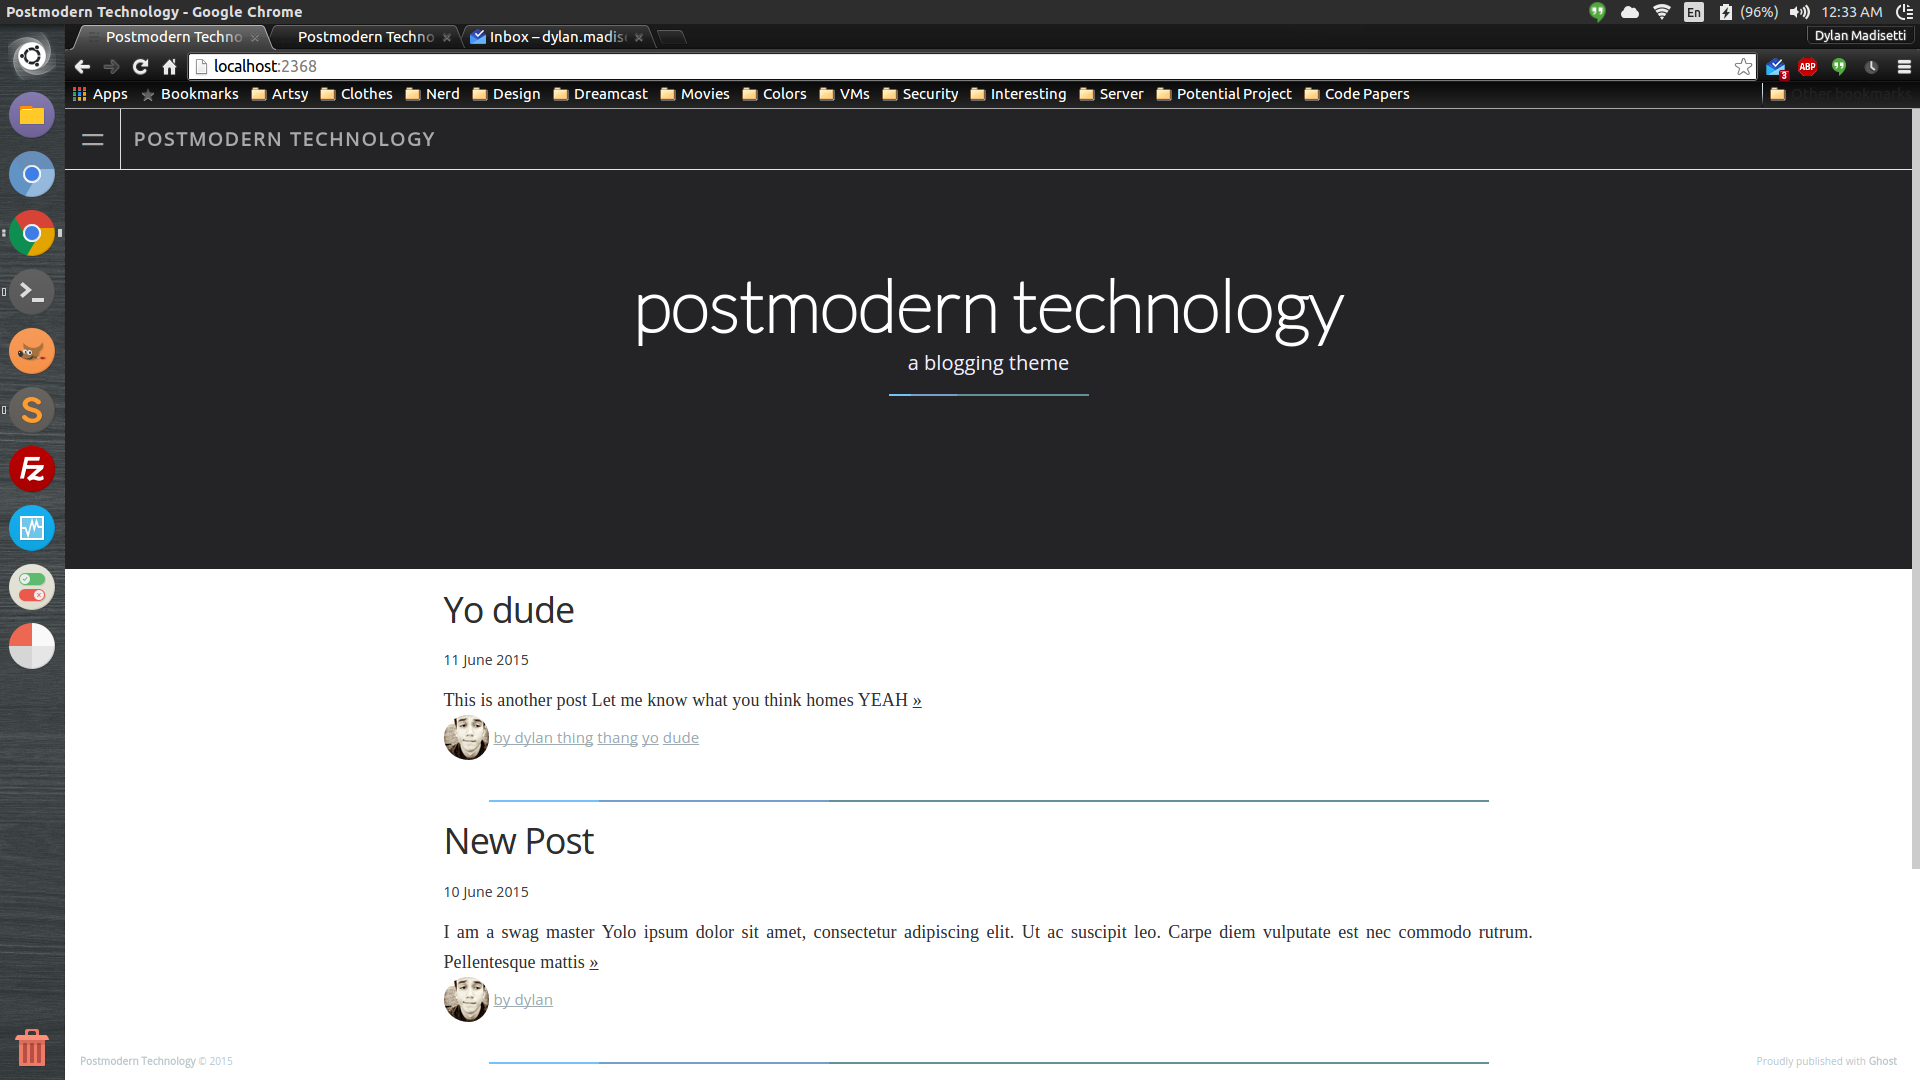 Postmodern Technology - Google Chrome
En (96%) 12:33 AM
Postmodern Techno
Postmodern Techno
Inbox – dylan.madis
Dylan Madisetti
localhost:2368
ABP
3
Apps Bookmarks Artsy Clothes Nerd Design Dreamcast Movies Colors VMs Security Interesting Server Potential Project Code Papers Other bookmarks
POSTMODERN TECHNOLOGY
postmodern technology
a blogging theme
Yo dude
11 June 2015
This is another post Let me know what you think homes YEAH »
by dylan thing thang yo dude
New Post
10 June 2015
I am a swag master Yolo ipsum dolor sit amet, consectetur adipiscing elit. Ut ac suscipit leo. Carpe diem vulputate est nec commodo rutrum.
Pellentesque mattis »
by dylan
Postmodern Technology © 2015
Proudly published with Ghost